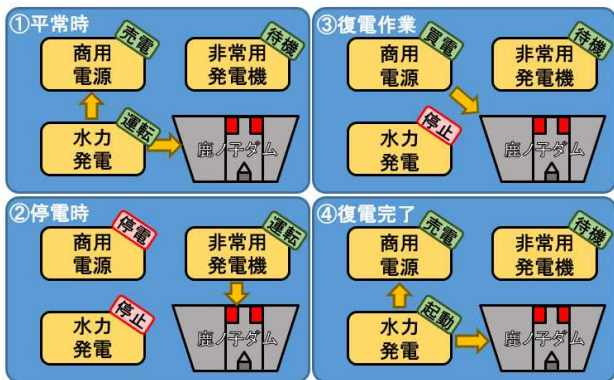 ①平常時
売電
商用
電源
待機
非常用
発電機
運転
水力
発電
鹿ノ子ダム
②停電時
停電
商用
電源
運転
非常用
発電機
停止
水力
発電
鹿ノ子ダム
③復電作業
買電
商用
電源
待機
非常用
発電機
停止
水力
発電
鹿ノ子ダム
④復電完了
売電
商用
電源
待機
非常用
発電機
起動
水力
発電
鹿ノ子ダム